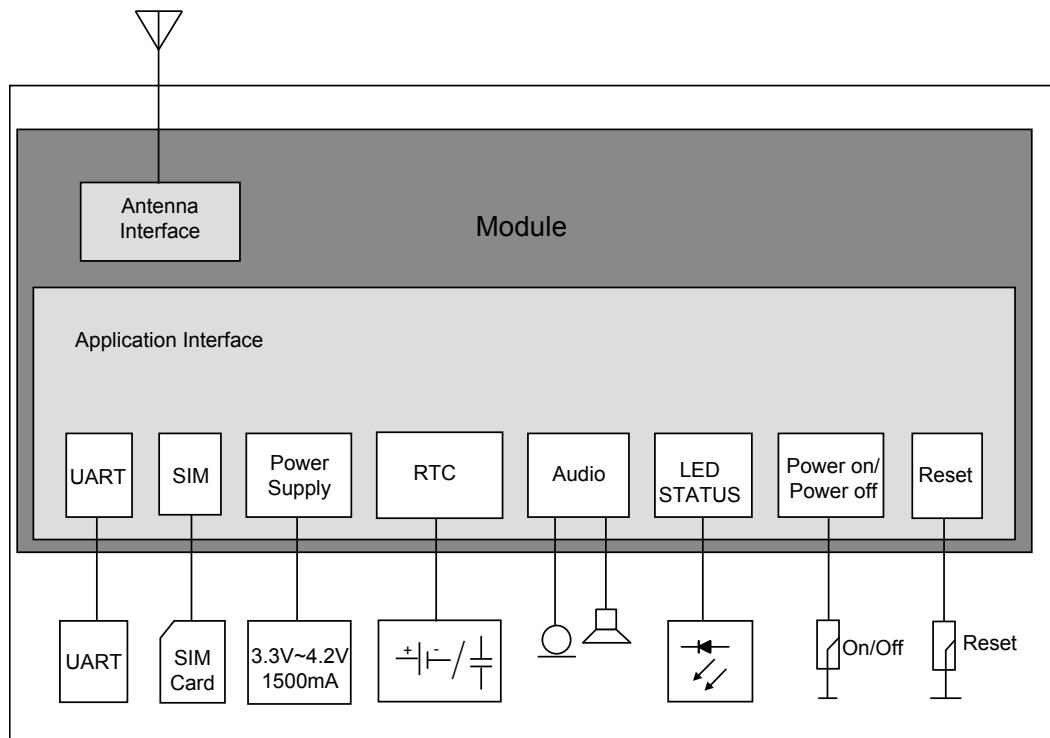 Antenna
Interface
Module
Application Interface
UART
SIM
Power
Supply
RTC
Audio
LED
STATUS
Power on/
Power off
Reset
UART
SIM
Card
3.3V~4.2V
1500mA
+
-
On/Off
Reset